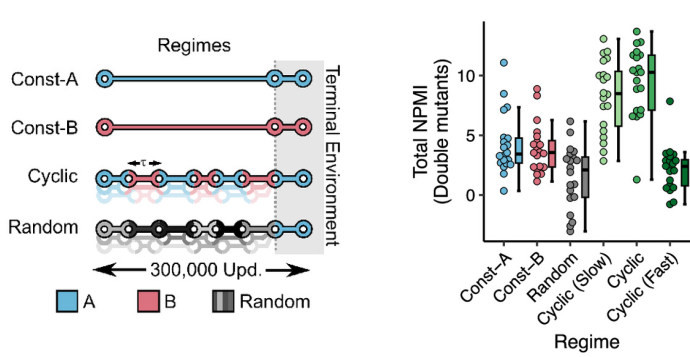 Regimes
Const-A
Const-B
Cyclic
Random
τ
Terminal Environment
300,000 Upd.
A
B
Random
Total NPMI
(Double mutants)
10
5
0
Const–A
Const–B
Random
Cyclic (Slow)
Cyclic
Cyclic (Fast)
Regime